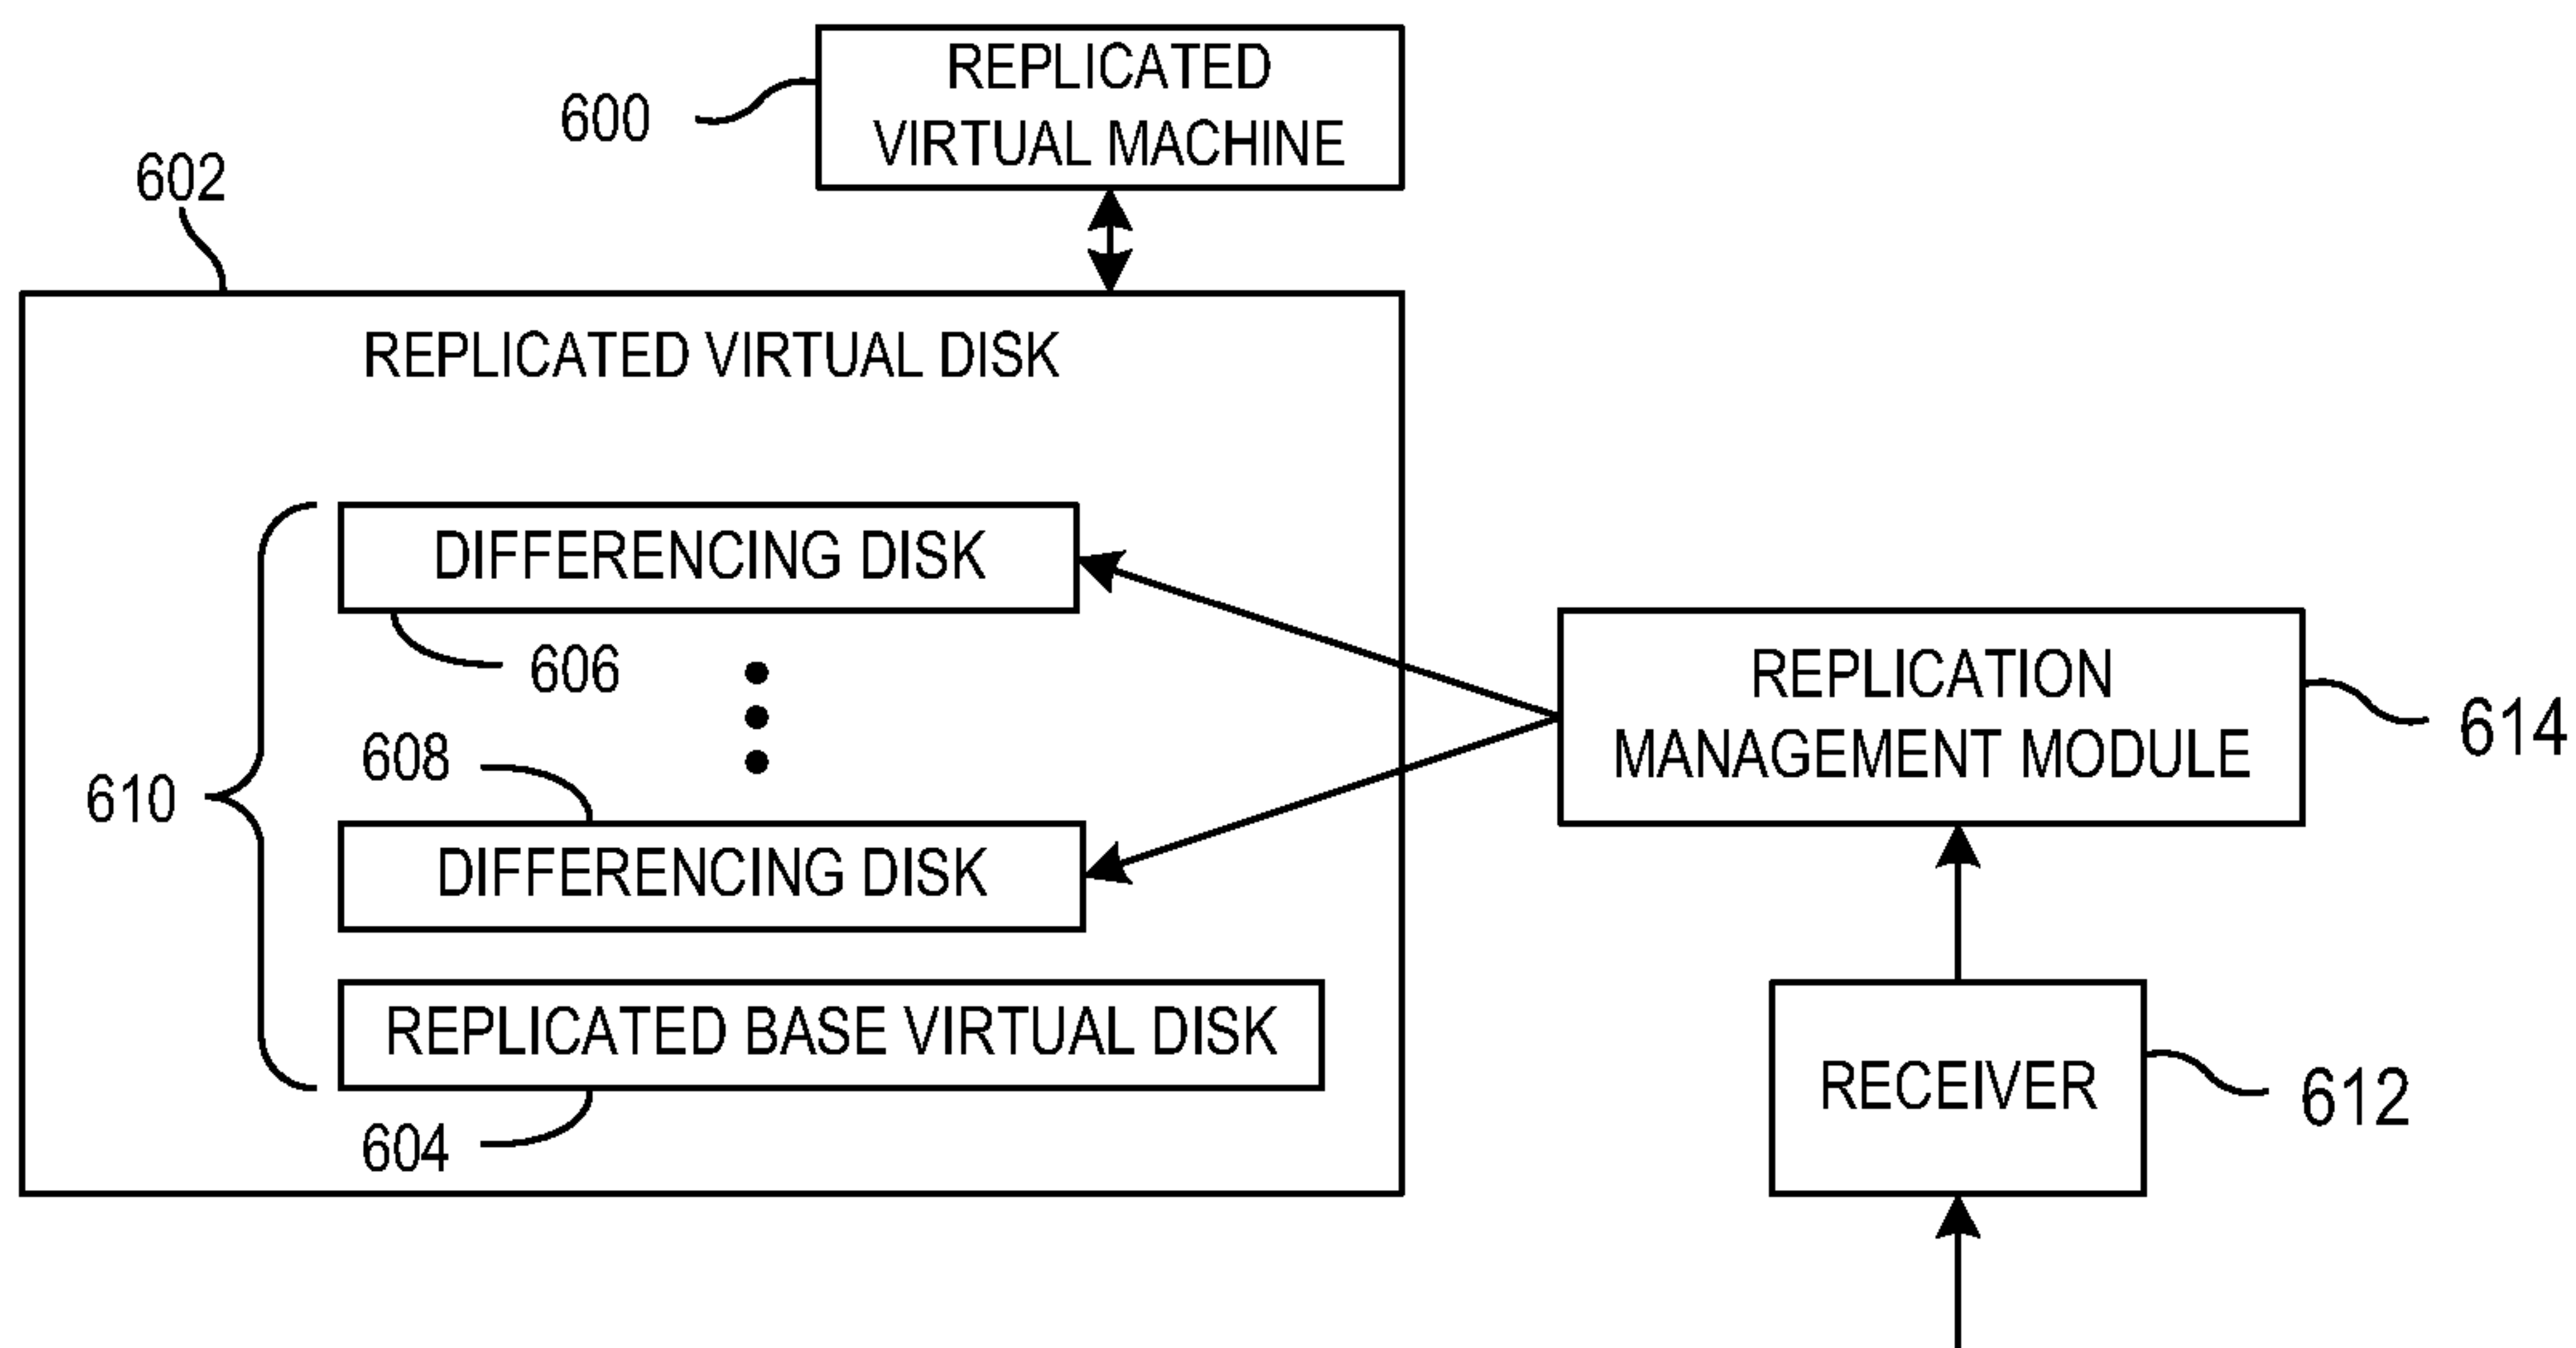 REPLICATED
VIRTUAL MACHINE
600
602
REPLICATED VIRTUAL DISK
DIFFERENCING DISK
606
608
610
DIFFERENCING DISK
REPLICATED BASE VIRTUAL DISK
604
REPLICATION
MANAGEMENT MODULE
614
RECEIVER
612